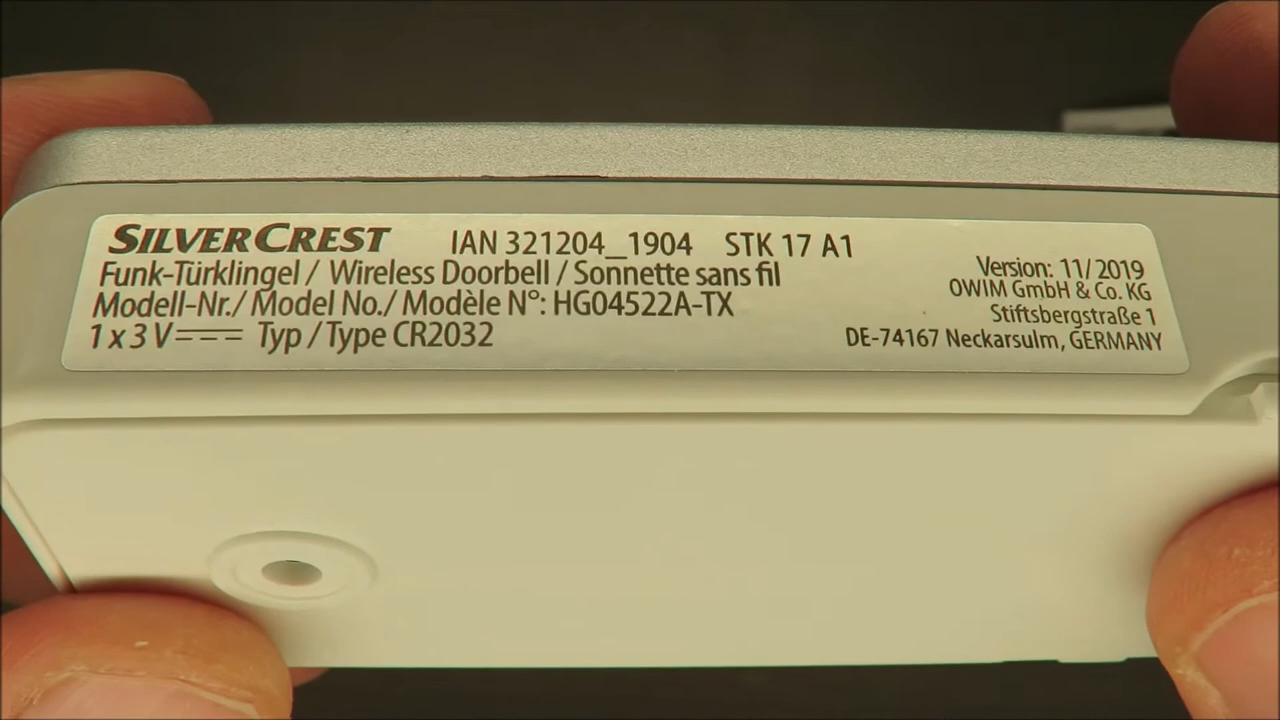 SILVERCREST IAN 321204_1904 STK 17 A1
Funk-Türklingel / Wireless Doorbell / Sonnette sans fil
Modell-Nr./ Model No./ Modèle N°: HG04522A-TX
1 x 3 V⎓ Typ / Type CR2032
Version: 11/ 2019
OWIM GmbH & Co. KG
Stiftsbergstraße 1
DE-74167 Neckarsulm, GERMANY